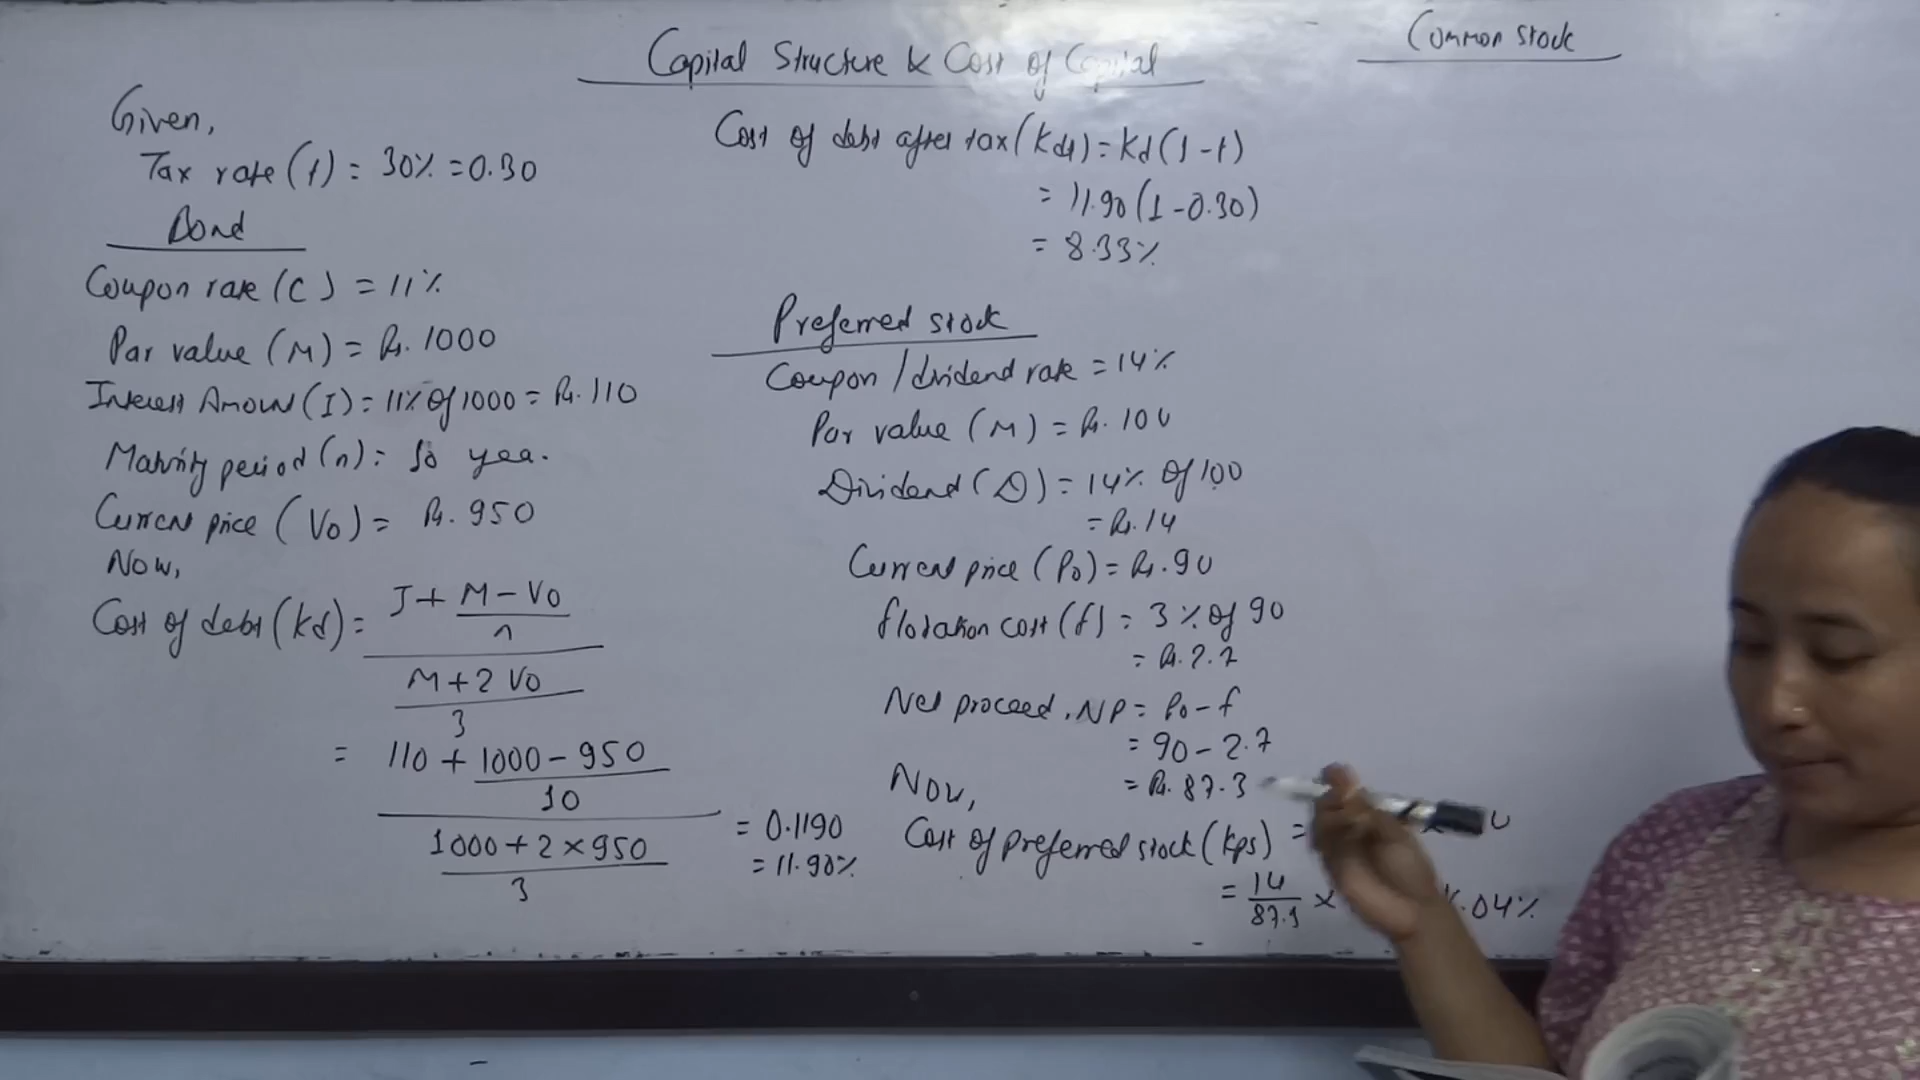 Capital Structure & Cost of Capital
Given,
Tax rate (t) = 30% = 0.30
Bond
Coupon rate (C) = 11%
Par value (M) = Rs. 1000
Interest Amount (I) = 11% of 1000 = Rs. 110
Maturity period (n) = 10 year.
Current price (V0) = Rs. 950
Now,
Cost of debt (kd) = I + M - V0
n
M + 2 V0
3
= 110 + 1000 - 950
10
1000 + 2 × 950
3
= 0.1190
= 11.90%
Cost of debt after tax (kdt) = kd (1 - t)
= 11.90 (1 - 0.30)
= 8.33%
Preferred stock
Coupon / dividend rate = 14%
Par value (M) = Rs. 100
Dividend (D) = 14% of 100
= Rs. 14
Current price (P0) = Rs. 90
flotation cost (f) = 3% of 90
= Rs. 2.7
Net proceed, NP = P0 - f
= 90 - 2.7
= Rs. 87.3
Now,
Cost of preferred stock (kps) =
= 14
87.3 ×
.04%
Common stock